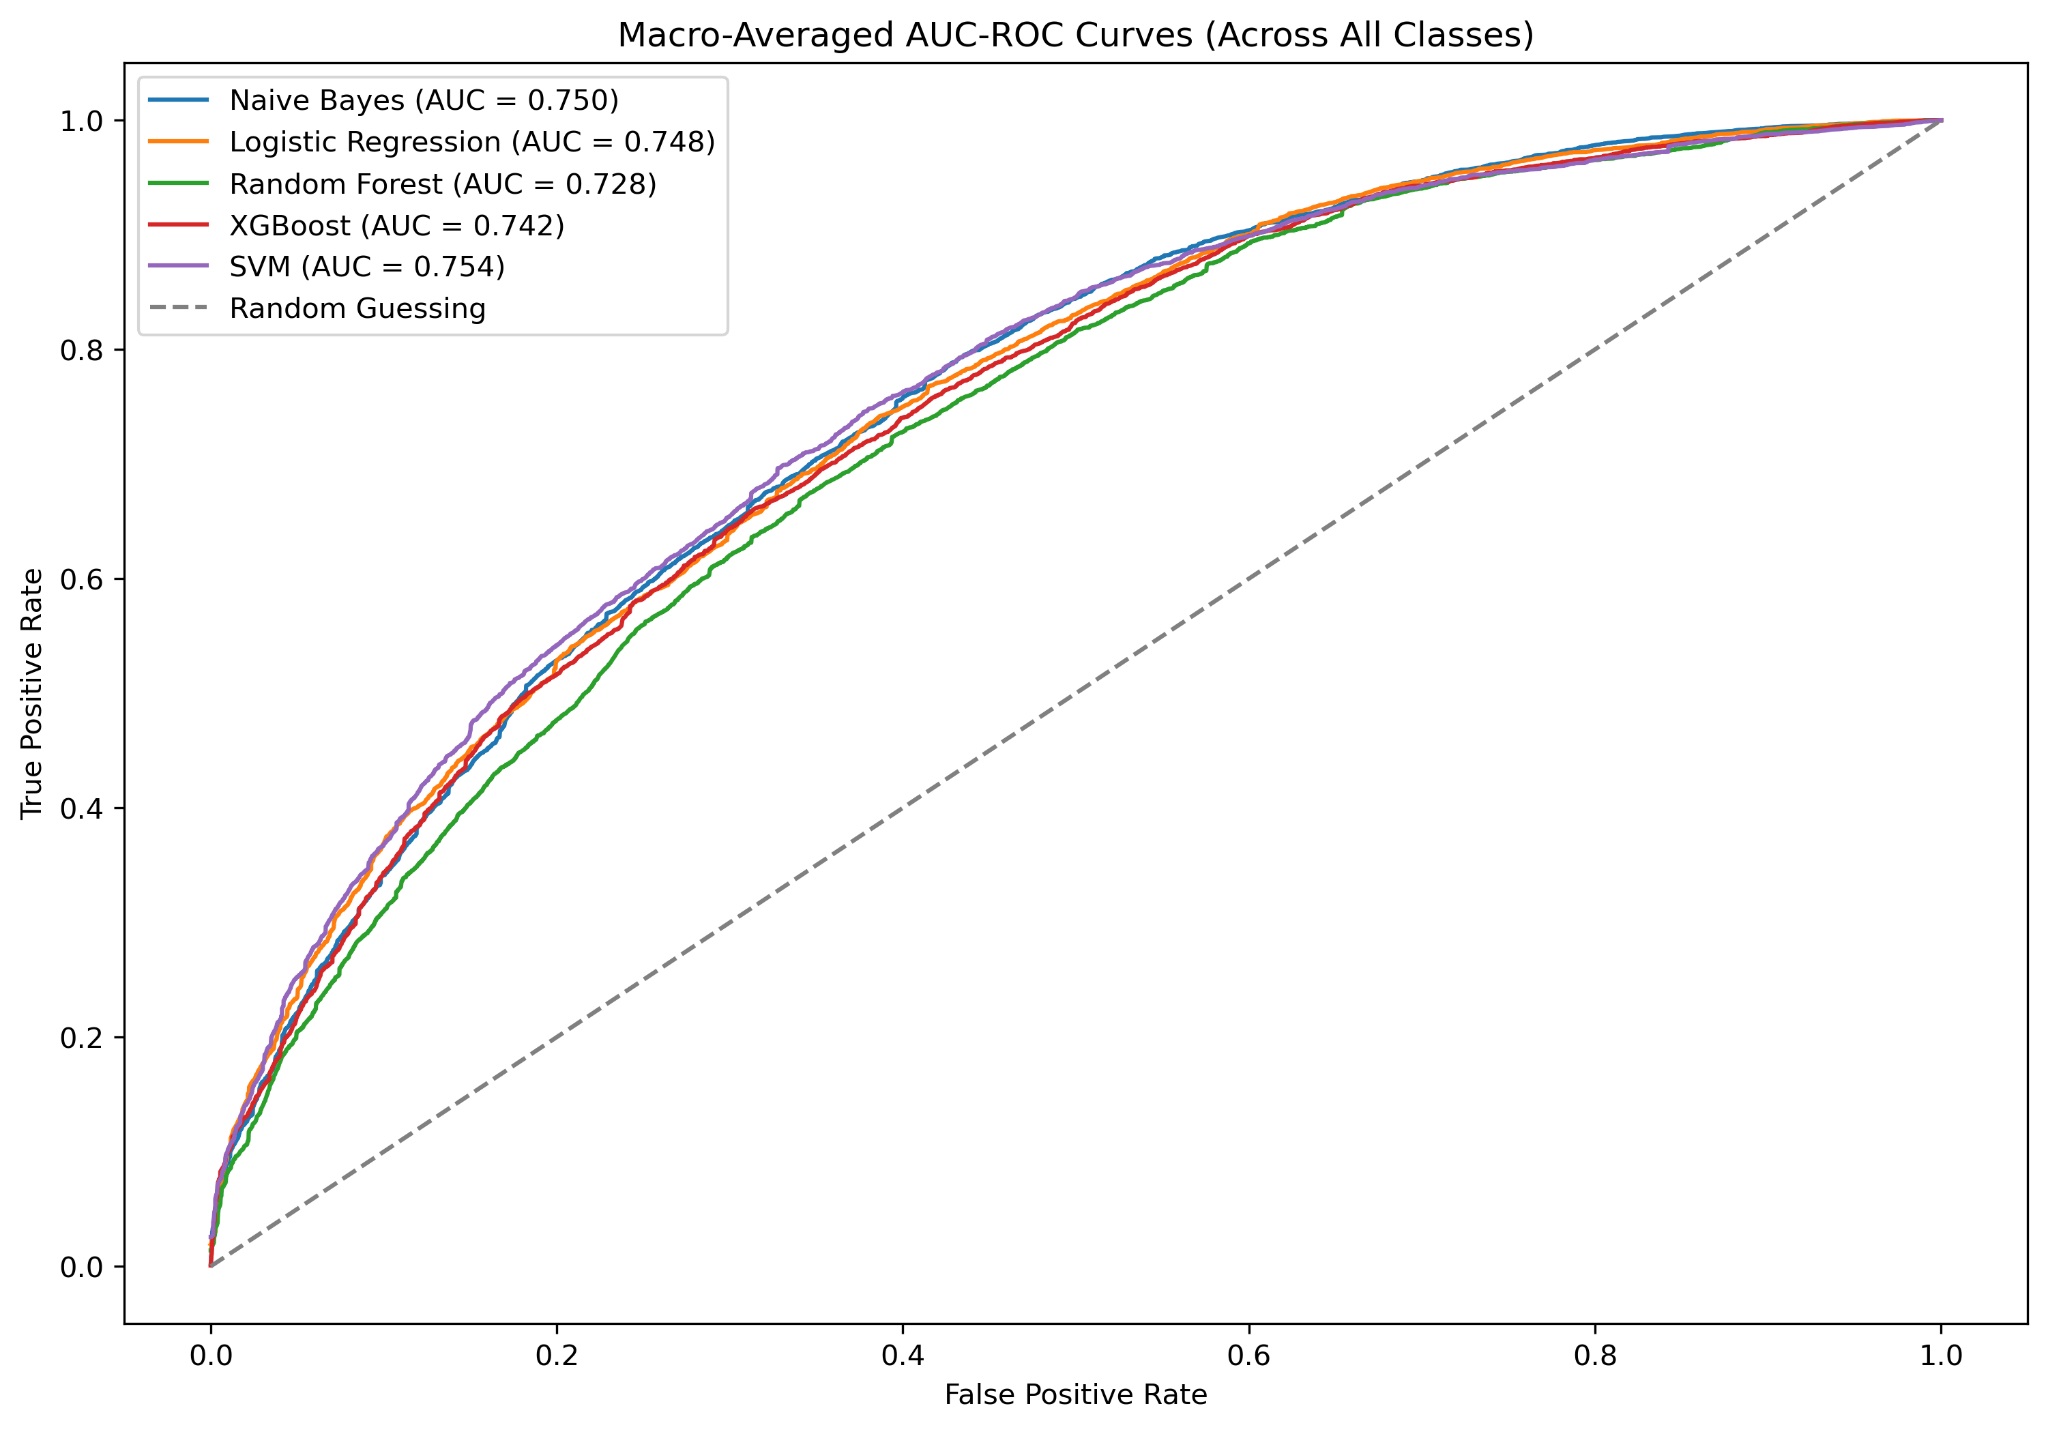 Macro-Averaged AUC-ROC Curves (Across All Classes)
Naive Bayes (AUC = 0.750)
Logistic Regression (AUC = 0.748)
Random Forest (AUC = 0.728)
XGBoost (AUC = 0.742)
SVM (AUC = 0.754)
Random Guessing
True Positive Rate
1.0
0.8
0.6
0.4
0.2
0.0
0.0 0.2 0.4 0.6 0.8 1.0
False Positive Rate